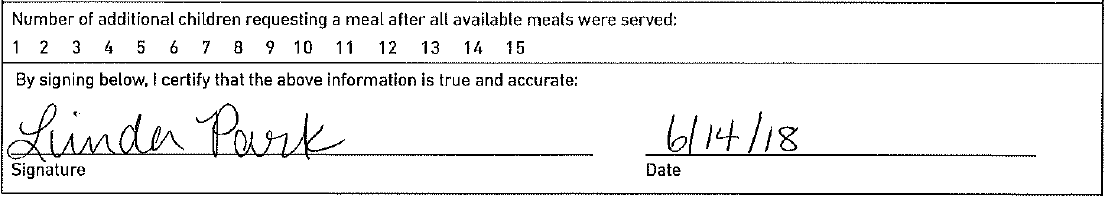 Number of additional children requesting a meal after all available meals were served:
1 2 3 4 5 6 7 8 9 10 11 12 13 14 15
By signing below, I certify that the above information is true and accurate:
Linda Park 6/14/18
Signature Date